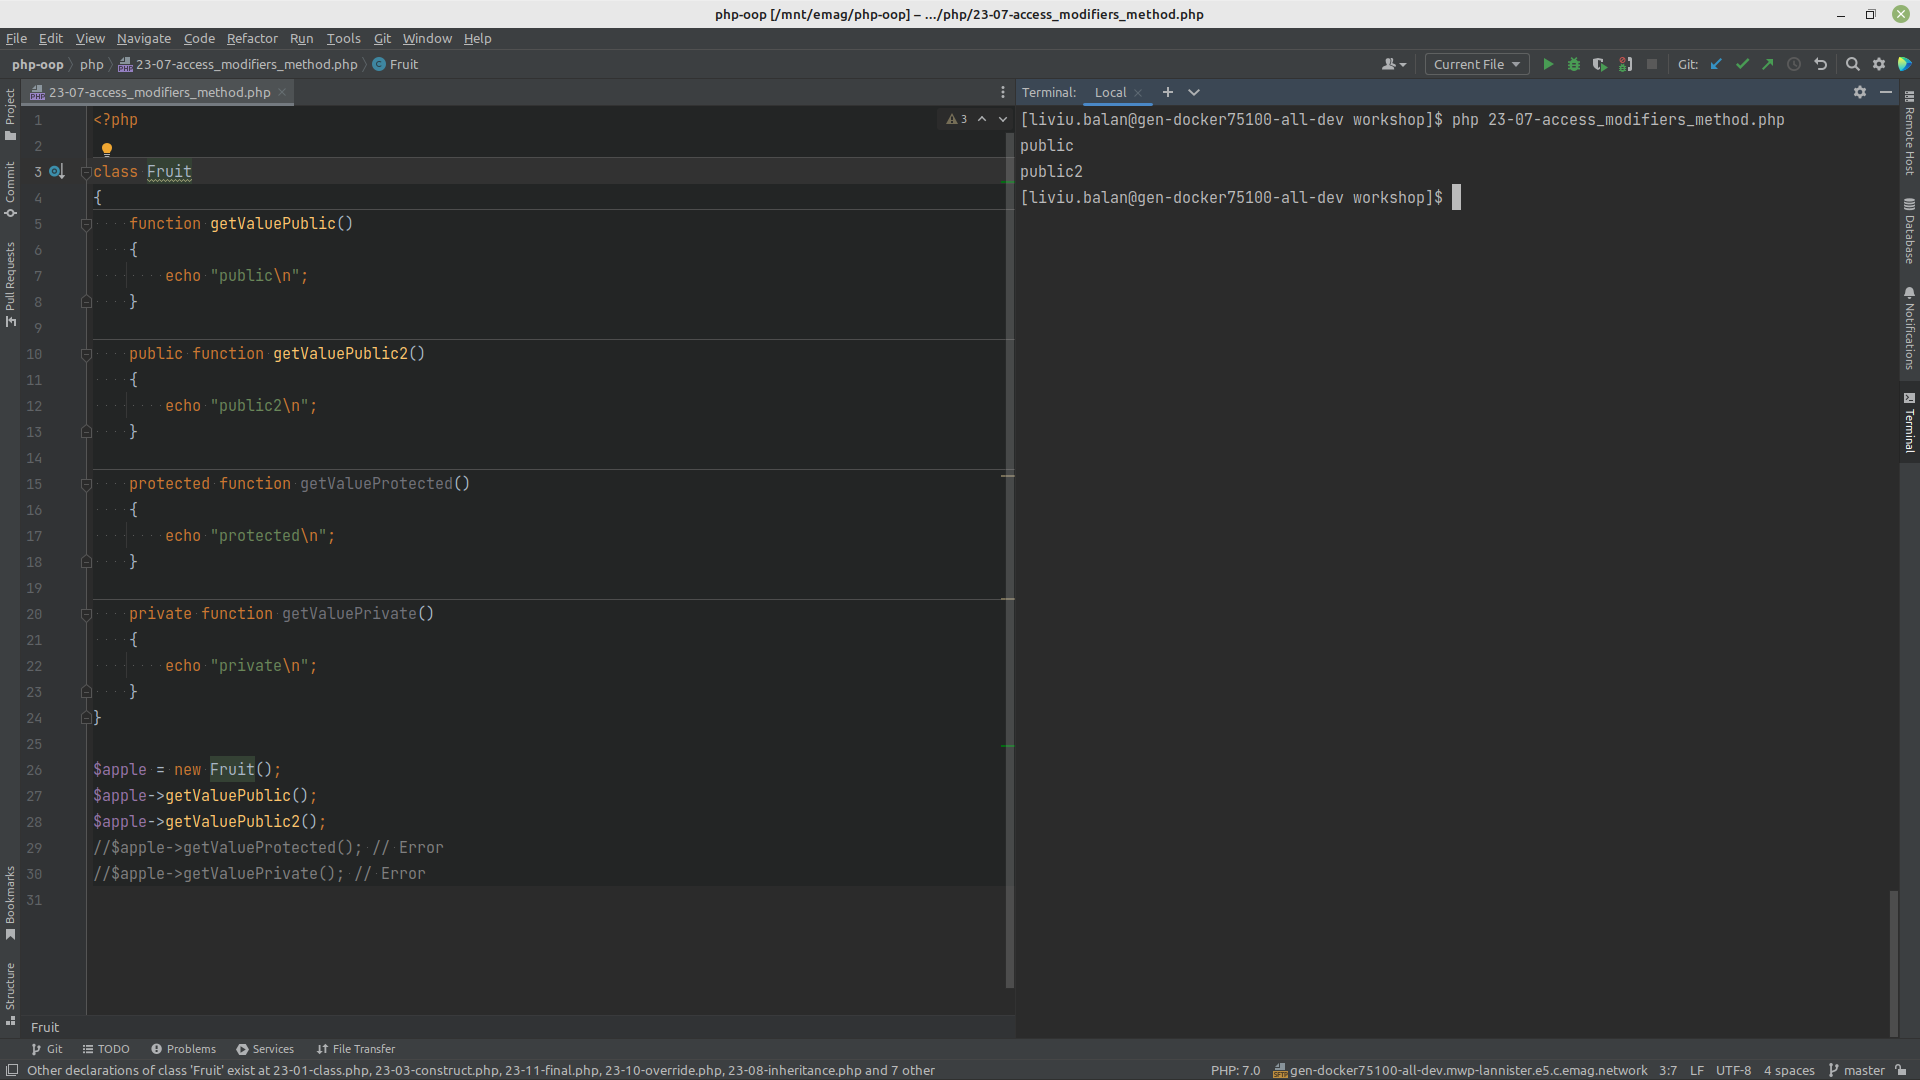 php-oop [/mnt/emag/php-oop] – .../php/23-07-access_modifiers_method.php
File Edit View Navigate Code Refactor Run Tools Git Window Help
php-oop php 23-07-access_modifiers_method.php Fruit
Current File
Git:
23-07-access_modifiers_method.php
Terminal: Local
Project
Commit
Pull Requests
Bookmarks
Structure
3
1 <?php
2
3 class Fruit
4 {
5     function getValuePublic()
6     {
7         echo "public\n";
8     }
9
10     public function getValuePublic2()
11     {
12         echo "public2\n";
13     }
14
15     protected function getValueProtected()
16     {
17         echo "protected\n";
18     }
19
20     private function getValuePrivate()
21     {
22         echo "private\n";
23     }
24 }
25
26 $apple = new Fruit();
27 $apple->getValuePublic();
28 $apple->getValuePublic2();
29 //$apple->getValueProtected(); // Error
30 //$apple->getValuePrivate(); // Error
31
Fruit
[liviu.balan@gen-docker75100-all-dev workshop]$ php 23-07-access_modifiers_method.php
public
public2
[liviu.balan@gen-docker75100-all-dev workshop]$
Remote Host
Database
Notifications
Terminal
Git TODO Problems Services File Transfer
Other declarations of class 'Fruit' exist at 23-01-class.php, 23-03-construct.php, 23-11-final.php, 23-10-override.php, 23-08-inheritance.php and 7 other
PHP: 7.0 gen-docker75100-all-dev.mwp-lannister.e5.c.emag.network 3:7 LF UTF-8 4 spaces master